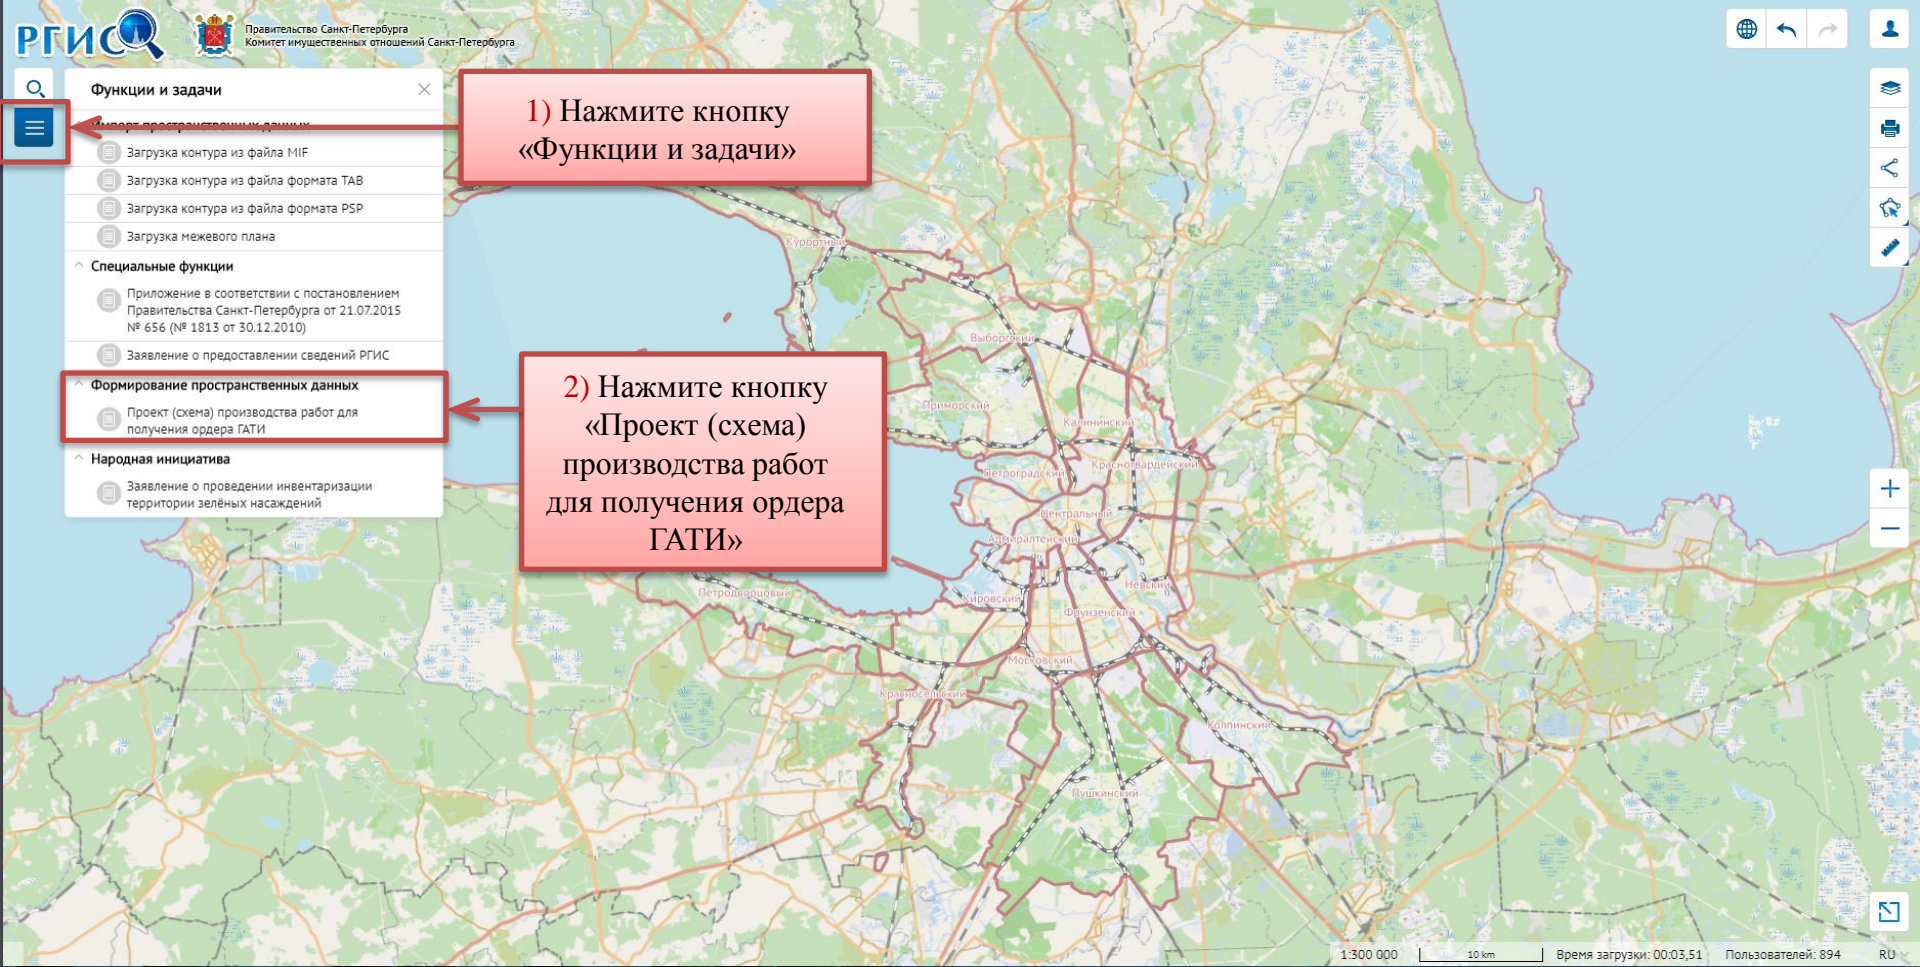 РГИС
Правительство Санкт-Петербурга
Комитет имущественных отношений Санкт-Петербурга
Функции и задачи
Импорт пространственных данных
Загрузка контура из файла MIF
Загрузка контура из файла формата TAB
Загрузка контура из файла формата PSP
Загрузка межевого плана
Специальные функции
Приложение в соответствии с постановлением
Правительства Санкт-Петербурга от 21.07.2015
№ 656 (№ 1813 от 30.12.2010)
Заявление о предоставлении сведений РГИС
Формирование пространственных данных
Проект (схема) производства работ для
получения ордера ГАТИ
Народная инициатива
Заявление о проведении инвентаризации
территории зелёных насаждений
1) Нажмите кнопку
«Функции и задачи»
2) Нажмите кнопку
«Проект (схема)
производства работ
для получения ордера
ГАТИ»
Курортный
Выборгский
Приморский
Калининский
Красногвардейский
Петроградский
Центральный
Адмиралтейский
Невский
Петродворцовый
Кировский
Фрунзенский
Московский
Красносельский
Колпинский
Пушкинский
1:300 000
10 km
Время загрузки: 00:03,51
Пользователей: 894
RU